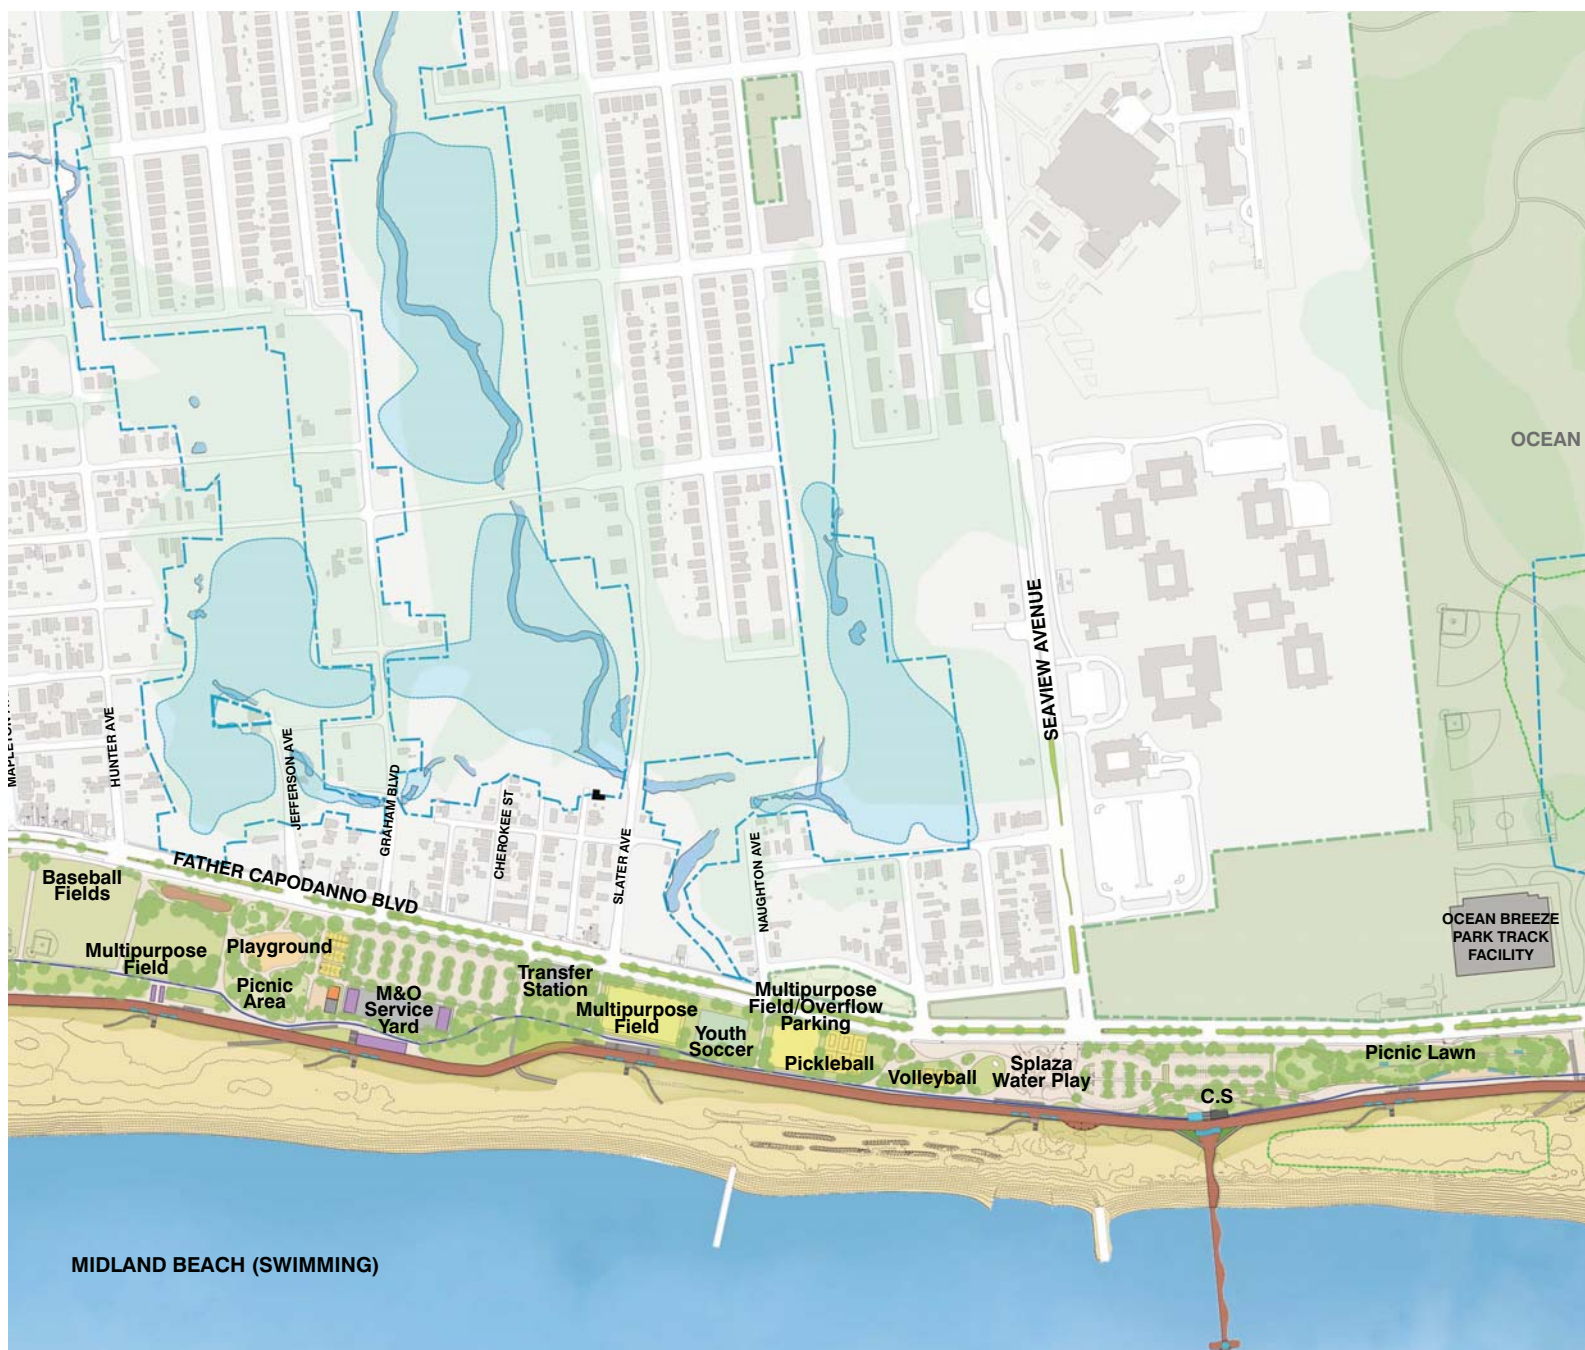 OCEAN
SEAVIEW AVENUE
HUNTER AVE
JEFFERSON AVE
GRAHAM BLVD
CHEROKEE ST
SLATER AVE
NAUGHTON AVE
FATHER CAPODANNO BLVD
Baseball
Fields
Multipurpose
Field
Playground
Picnic
Area
M&O
Service
Yard
Transfer
Station
Multipurpose
Field
Youth
Soccer
Multipurpose
Field/Overflow
Parking
Pickleball
Volleyball
Splaza
Water Play
C.S
Picnic Lawn
OCEAN BREEZE
PARK TRACK
FACILITY
MIDLAND BEACH (SWIMMING)